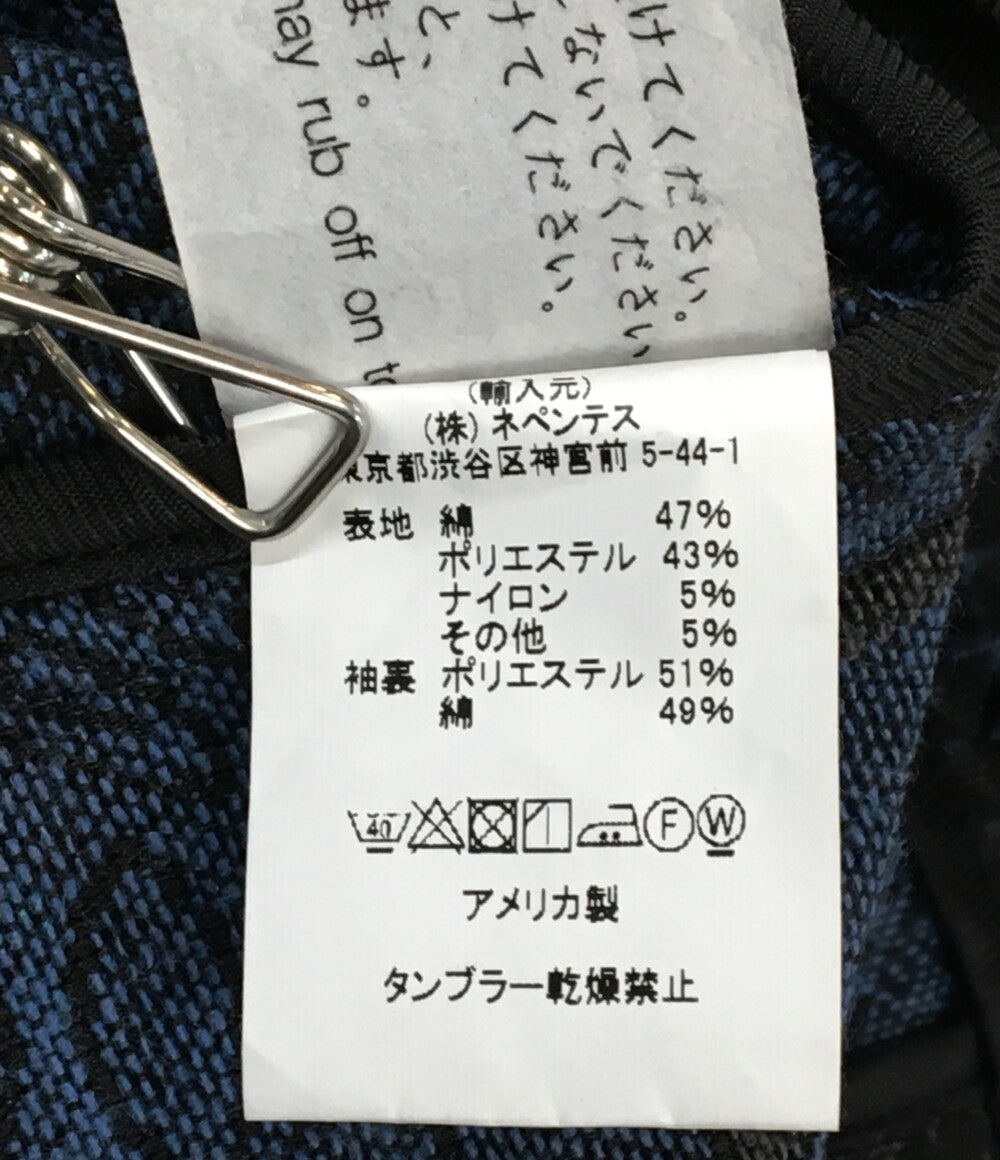 けてください。
ないでください
けてください。
と、
ます。
may rub off on to
(輸入元)
(株)ネペンテス
東京都渋谷区神宮前 5-44-1
表地 綿 47%
ポリエステル 43%
ナイロン 5%
その他 5%
袖裏 ポリエステル 51%
綿 49%
40 F W
アメリカ製
タンブラー乾燥禁止